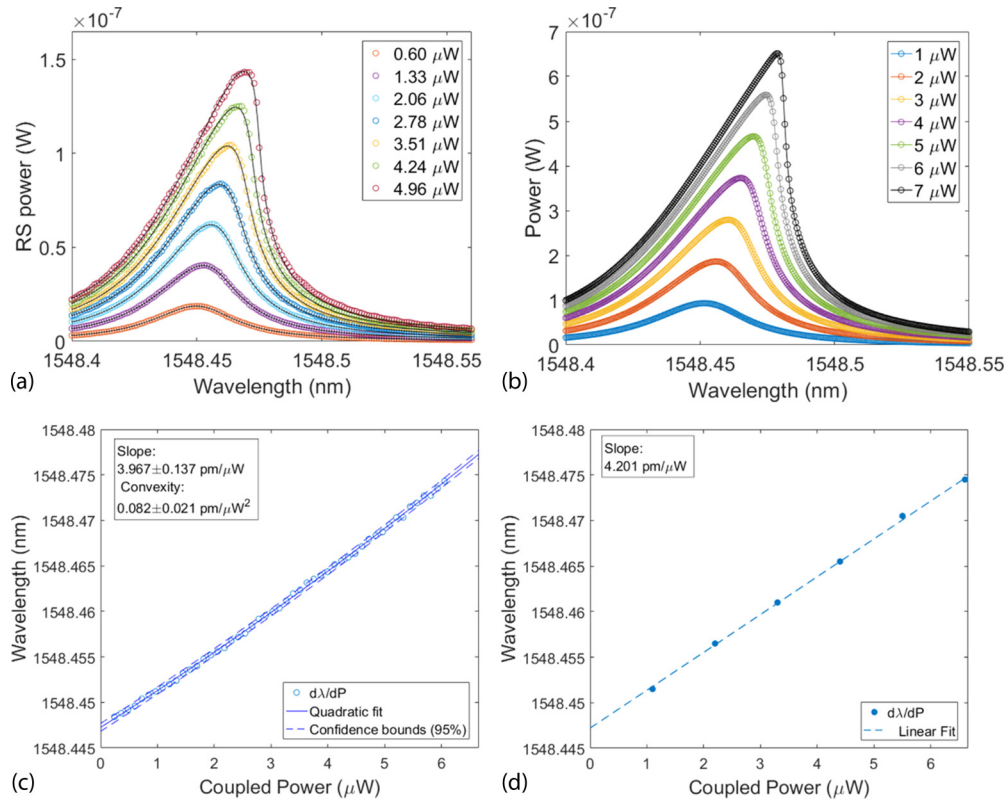 ×10⁻⁷
RS power (W)
1.5
1
0.5
0
0.60 μW
1.33 μW
2.06 μW
2.78 μW
3.51 μW
4.24 μW
4.96 μW
1548.4 1548.45 1548.5 1548.55
Wavelength (nm)
(a)
×10⁻⁷
Power (W)
7
6
5
4
3
2
1
0
1 μW
2 μW
3 μW
4 μW
5 μW
6 μW
7 μW
1548.4 1548.45 1548.5 1548.55
Wavelength (nm)
(b)
Wavelength (nm)
1548.48
1548.475
1548.47
1548.465
1548.46
1548.455
1548.45
1548.445
Slope:
3.967±0.137 pm/μW
Convexity:
0.082±0.021 pm/μW²
dλ/dP
Quadratic fit
Confidence bounds (95%)
0 1 2 3 4 5 6
Coupled Power (μW)
(c)
Wavelength (nm)
1548.48
1548.475
1548.47
1548.465
1548.46
1548.455
1548.45
1548.445
Slope:
4.201 pm/μW
dλ/dP
Linear Fit
0 1 2 3 4 5 6
Coupled Power (μW)
(d)